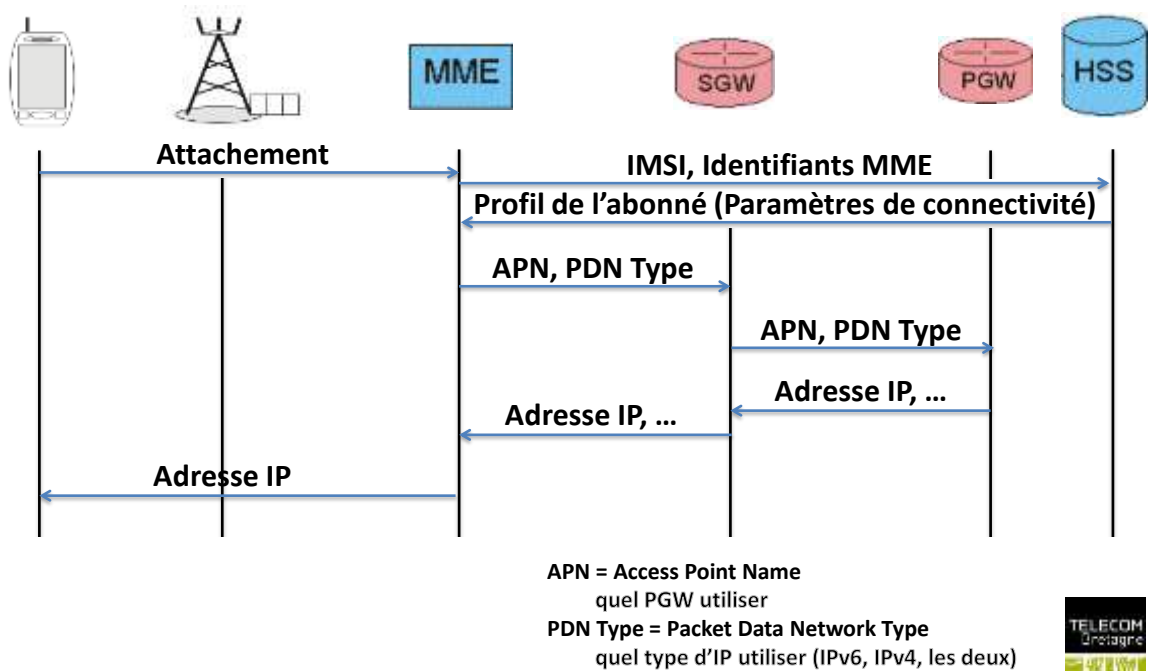 MME
SGW
PGW
HSS
Attachement
IMSI, Identifiants MME
Profil de l’abonné (Paramètres de connectivité)
APN, PDN Type
APN, PDN Type
Adresse IP, ...
Adresse IP, ...
Adresse IP
APN = Access Point Name
quel PGW utiliser
PDN Type = Packet Data Network Type
quel type d’IP utiliser (IPv6, IPv4, les deux)
TELECOM
Bretagne